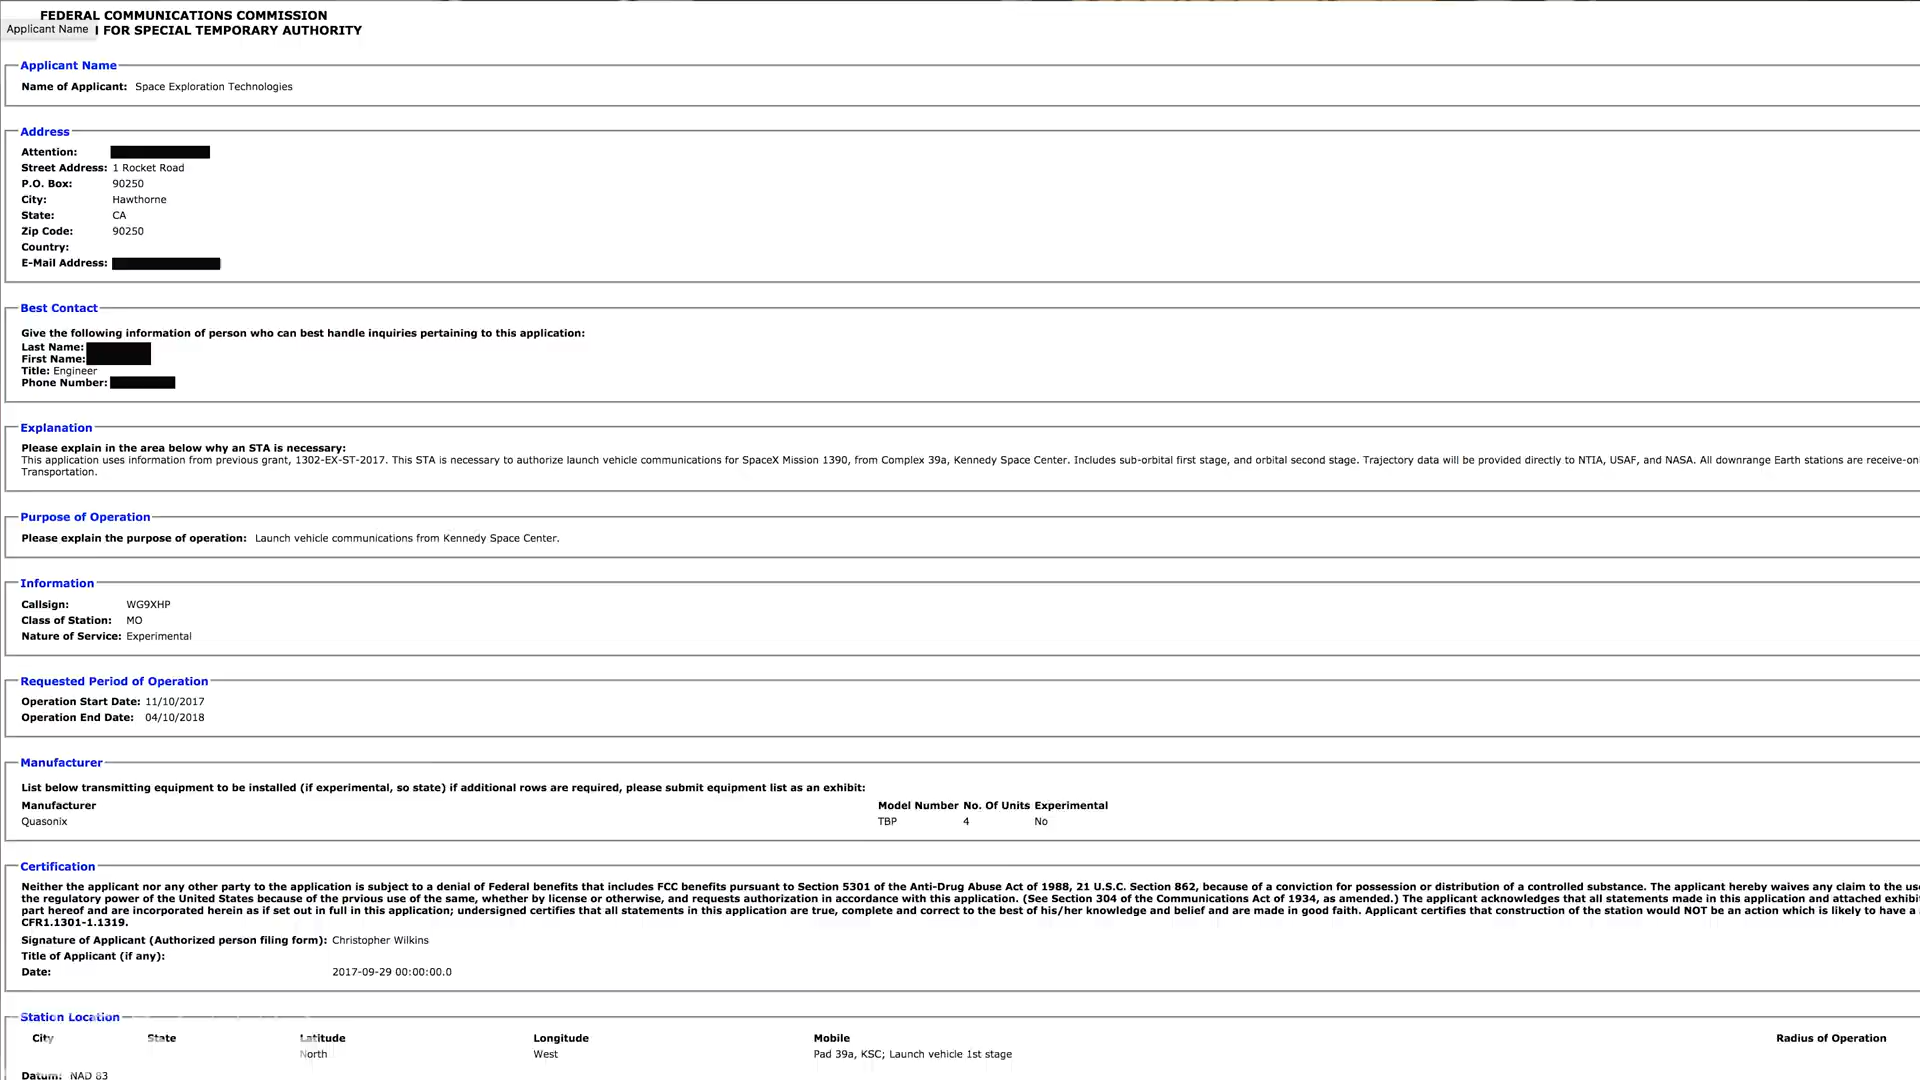 FEDERAL COMMUNICATIONS COMMISSION
Applicant Name
FOR SPECIAL TEMPORARY AUTHORITY
Applicant Name
Name of Applicant: Space Exploration Technologies
Address
Attention:
Street Address: 1 Rocket Road
P.O. Box: 90250
City: Hawthorne
State: CA
Zip Code: 90250
Country:
E-Mail Address:
Best Contact
Give the following information of person who can best handle inquiries pertaining to this application:
Last Name:
First Name:
Title: Engineer
Phone Number:
Explanation
Please explain in the area below why an STA is necessary:
This application uses information from previous grant, 1302-EX-ST-2017. This STA is necessary to authorize launch vehicle communications for SpaceX Mission 1390, from Complex 39a, Kennedy Space Center. Includes sub-orbital first stage, and orbital second stage. Trajectory data will be provided directly to NTIA, USAF, and NASA. All downrange Earth stations are
Transportation.
Purpose of Operation
Please explain the purpose of operation: Launch vehicle communications from Kennedy Space Center.
Information
Callsign: WG9XHP
Class of Station: MO
Nature of Service: Experimental
Requested Period of Operation
Operation Start Date: 11/10/2017
Operation End Date: 04/10/2018
Manufacturer
List below transmitting equipment to be installed (if experimental, so state) if additional rows are required, please submit equipment list as an exhibit:
Manufacturer Model Number No. Of Units Experimental
Quasonix TBP 4 No
Certification
Neither the applicant nor any other party to the application is subject to a denial of Federal benefits that includes FCC benefits pursuant to Section 5301 of the Anti-Drug Abuse Act of 1988, 21 U.S.C. Section 862, because of a conviction for possession or distribution of a controlled substance. The applicant hereby waives any claim to the
the regulatory power of the United States because of the prvious use of the same, whether by license or otherwise, and requests authorization in accordance with this application. (See Section 304 of the Communications Act of 1934, as amended.) The applicant acknowledges that all statements made in this application and attached
part hereof and are incorporated herein as if set out in full in this application; undersigned certifies that all statements in this application are true, complete and correct to the best of his/her knowledge and belief and are made in good faith. Applicant certifies that construction of the station would NOT be an action which is likely to have a
CFR1.1301-1.1319.
Signature of Applicant (Authorized person filing form): Christopher Wilkins
Title of Applicant (if any):
Date: 2017-09-29 00:00:00.0
Station Location
City State Latitude Longitude Mobile Radius of Operation
North West Pad 39a, KSC; Launch vehicle 1st stage
Datum: NAD 83